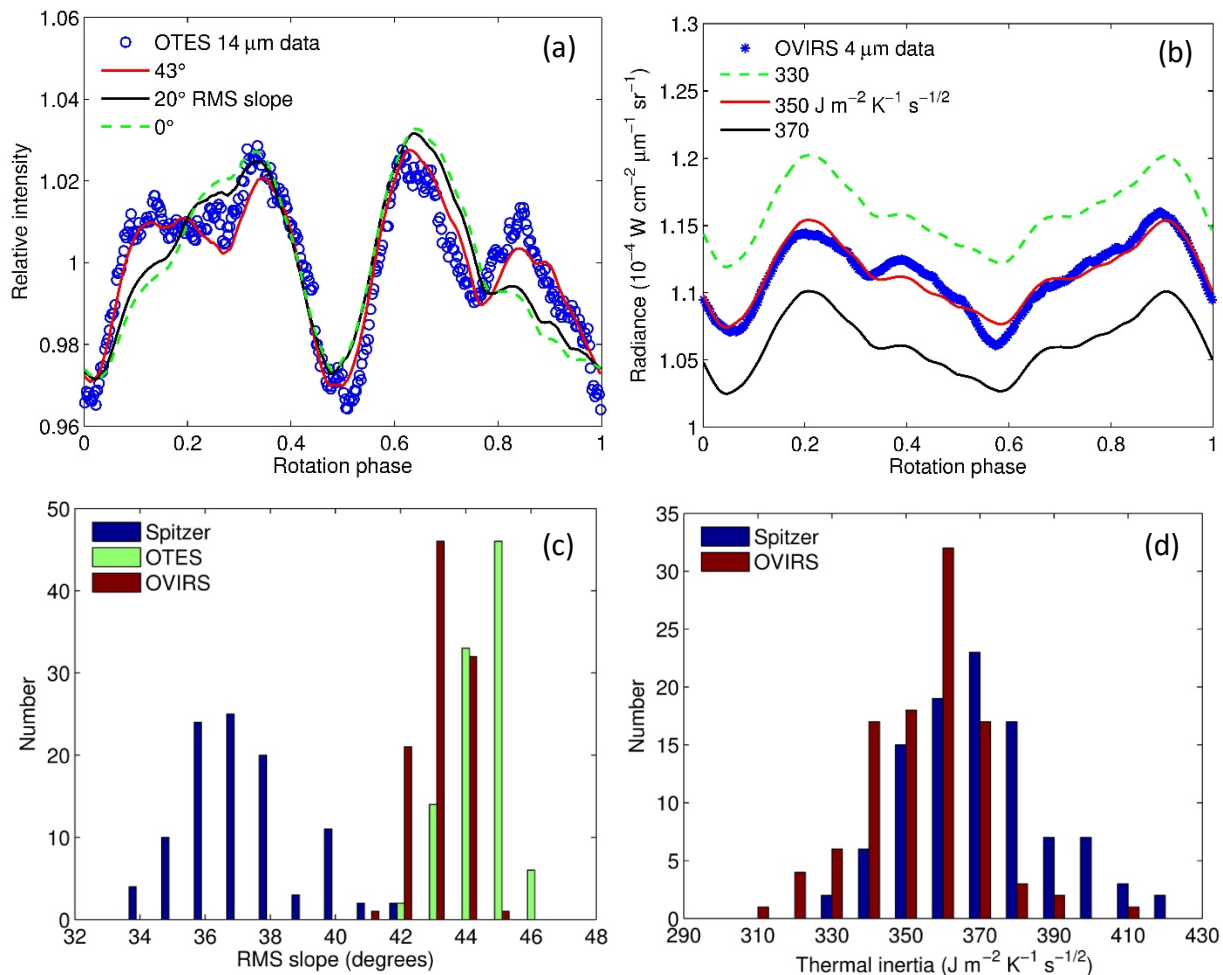 1.06
1.04
1.02
1
0.98
0.96
Relative intensity
(a)
OTES 14 μm data
43°
20° RMS slope
0°
0 0.2 0.4 0.6 0.8 1
Rotation phase
1.3
1.25
1.2
1.15
1.1
1.05
1
Radiance (10⁻⁴ W cm⁻² μm⁻¹ sr⁻¹)
(b)
OVIRS 4 μm data
330
350 J m⁻² K⁻¹ s⁻¹/²
370
0 0.2 0.4 0.6 0.8 1
Rotation phase
50
40
30
20
10
0
Number
(c)
Spitzer
OTES
OVIRS
32 34 36 38 40 42 44 46 48
RMS slope (degrees)
35
30
25
20
15
10
5
0
Number
(d)
Spitzer
OVIRS
290 310 330 350 370 390 410 430
Thermal inertia (J m⁻² K⁻¹ s⁻¹/²)